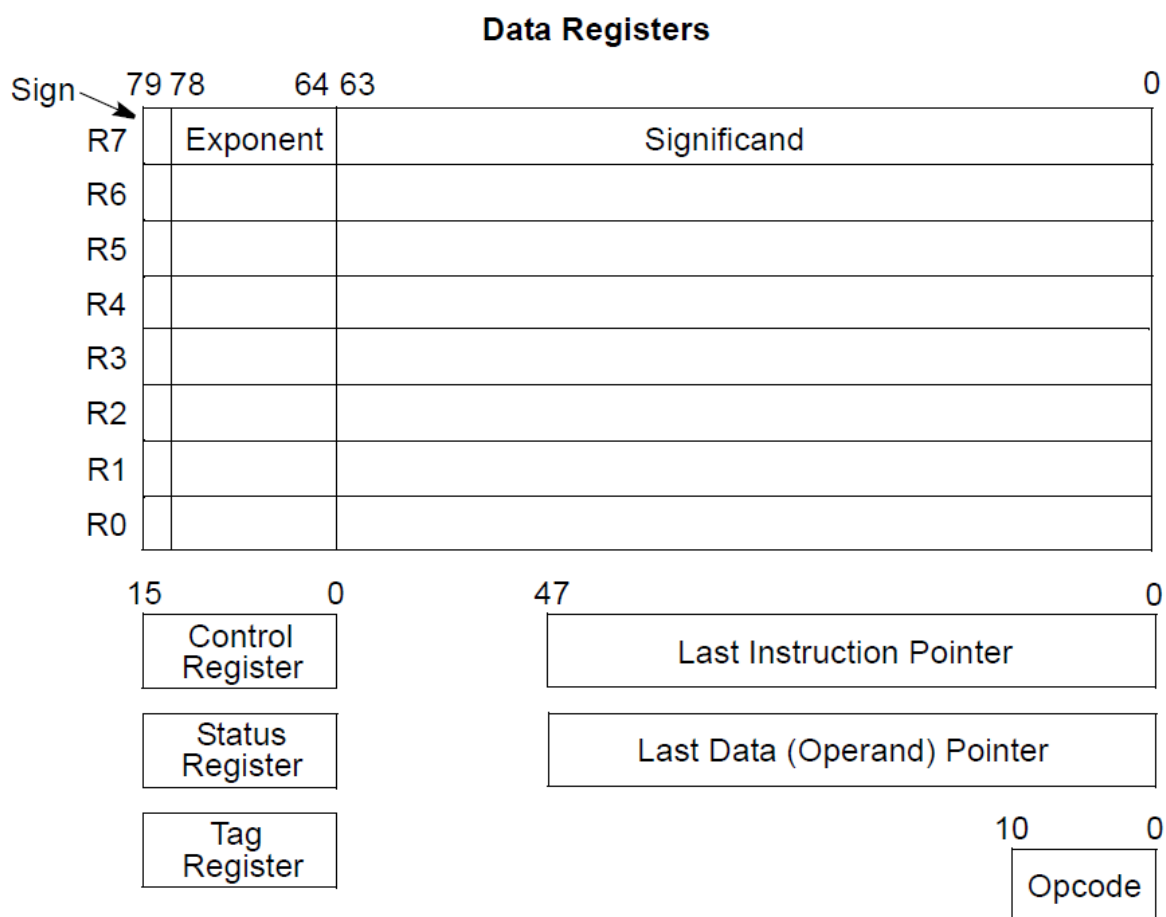 Data Registers
Sign
79 78 64 63 0
R7 Exponent Significand
R6
R5
R4
R3
R2
R1
R0
15 0 47 0
Control
Register
Last Instruction Pointer
Status
Register
Last Data (Operand) Pointer
Tag
Register
10 0
Opcode